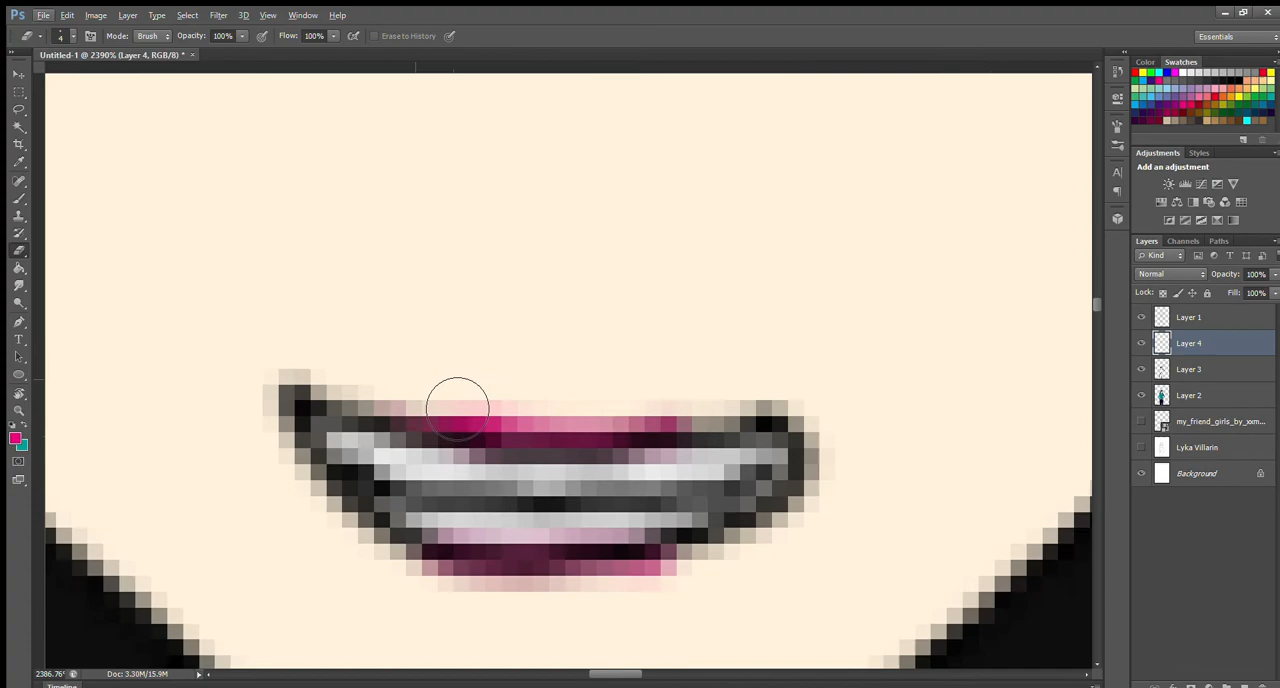 Ps File Edit Image Layer Type Select Filter 3D View Window Help
4 Mode: Brush Opacity: 100% Flow: 100% Erase to History Essentials
Untitled-1 @ 2390% (Layer 4, RGB/8) * ×
Color Swatches
Adjustments Styles
Add an adjustment
Layers Channels Paths
Kind
Normal Opacity: 100%
Lock: Fill: 100%
Layer 1
Layer 4
Layer 3
Layer 2
my_friend_girls_by_xxm...
Lyka Villarin
Background
2386.76% Doc: 3.30M/15.9M
Timeline